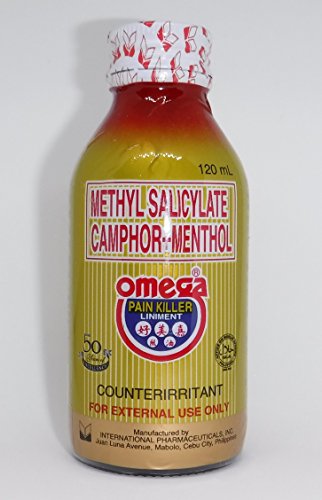 120 mL
METHYL SALICYLATE
CAMPHOR+MENTHOL
omega®
PAIN KILLER
LINIMENT
50
COUNTERIRRITANT
FOR EXTERNAL USE ONLY
Manufactured by
INTERNATIONAL PHARMACEUTICALS, INC.
Juan Luna Avenue, Mabolo, Cebu City, Philippines